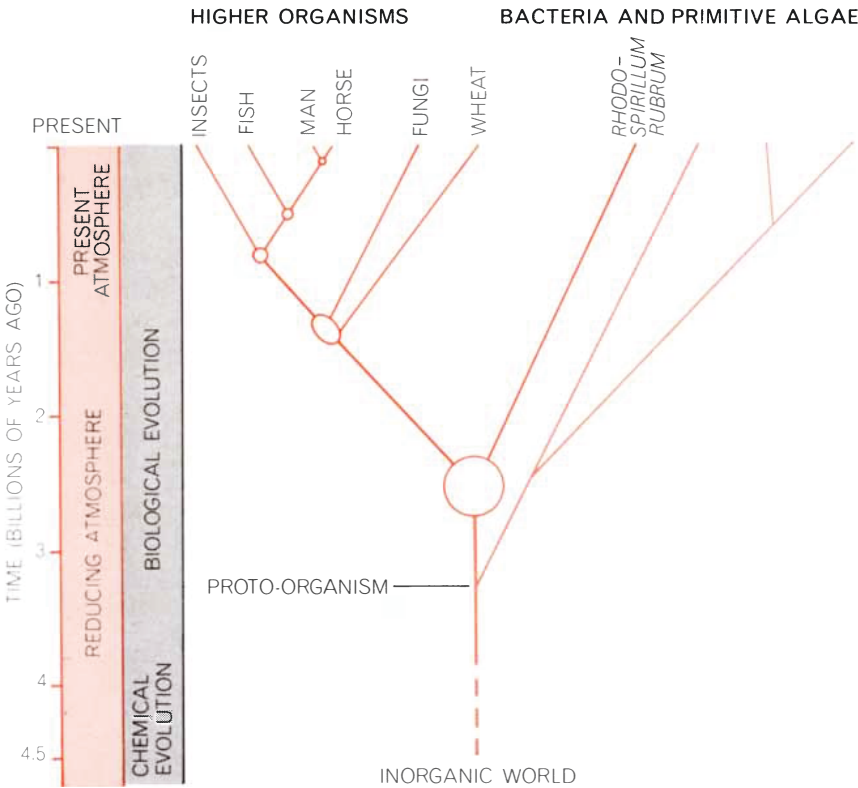 HIGHER ORGANISMS
BACTERIA AND PRIMITIVE ALGAE
INSECTS
FISH
MAN
HORSE
FUNGI
WHEAT
RHODO-
SPIRILLUM
RUBRUM
PRESENT
PRESENT
ATMOSPHERE
REDUCING ATMOSPHERE
BIOLOGICAL EVOLUTION
CHEMICAL
EVOLUTION
TIME (BILLIONS OF YEARS AGO)
1
2
3
4
4.5
PROTO-ORGANISM
INORGANIC WORLD